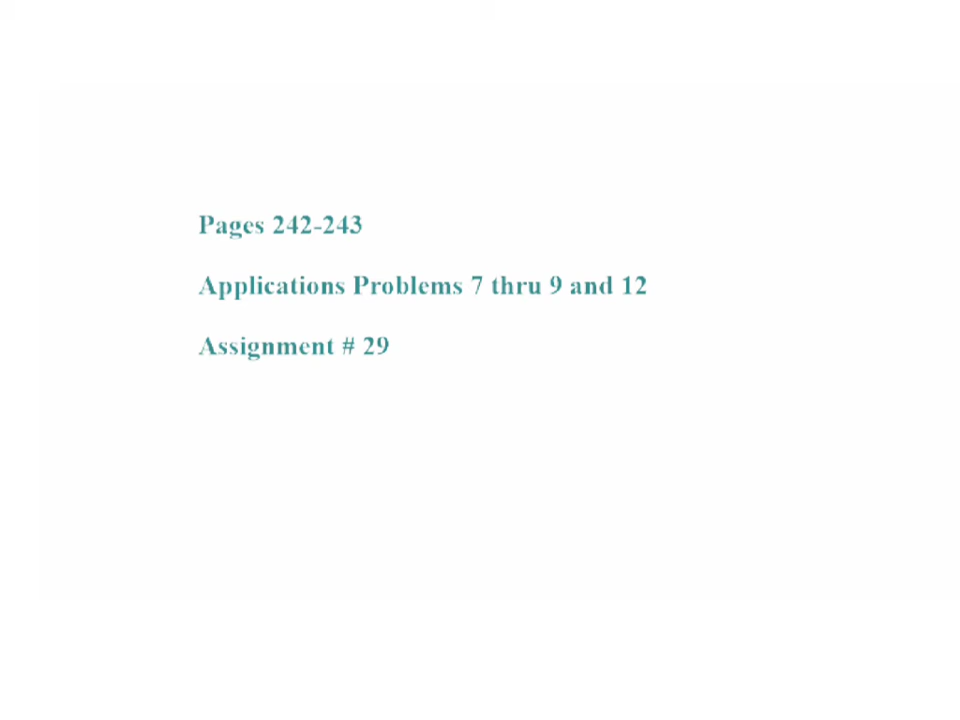 Pages 242-243
Applications Problems 7 thru 9 and 12
Assignment # 29